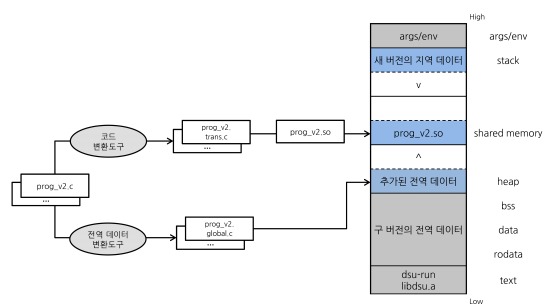 High
args/env
args/env
새 버전의 지역 데이터
stack
v
코드
변환도구
prog_v2.
trans.c
...
prog_v2.so
prog_v2.so
shared memory
^
prog_v2.c
...
추가된 전역 데이터
heap
전역 데이터
변환도구
prog_v2.
global.c
...
구 버전의 전역 데이터
bss
data
rodata
dsu-run
libdsu.a
text
Low